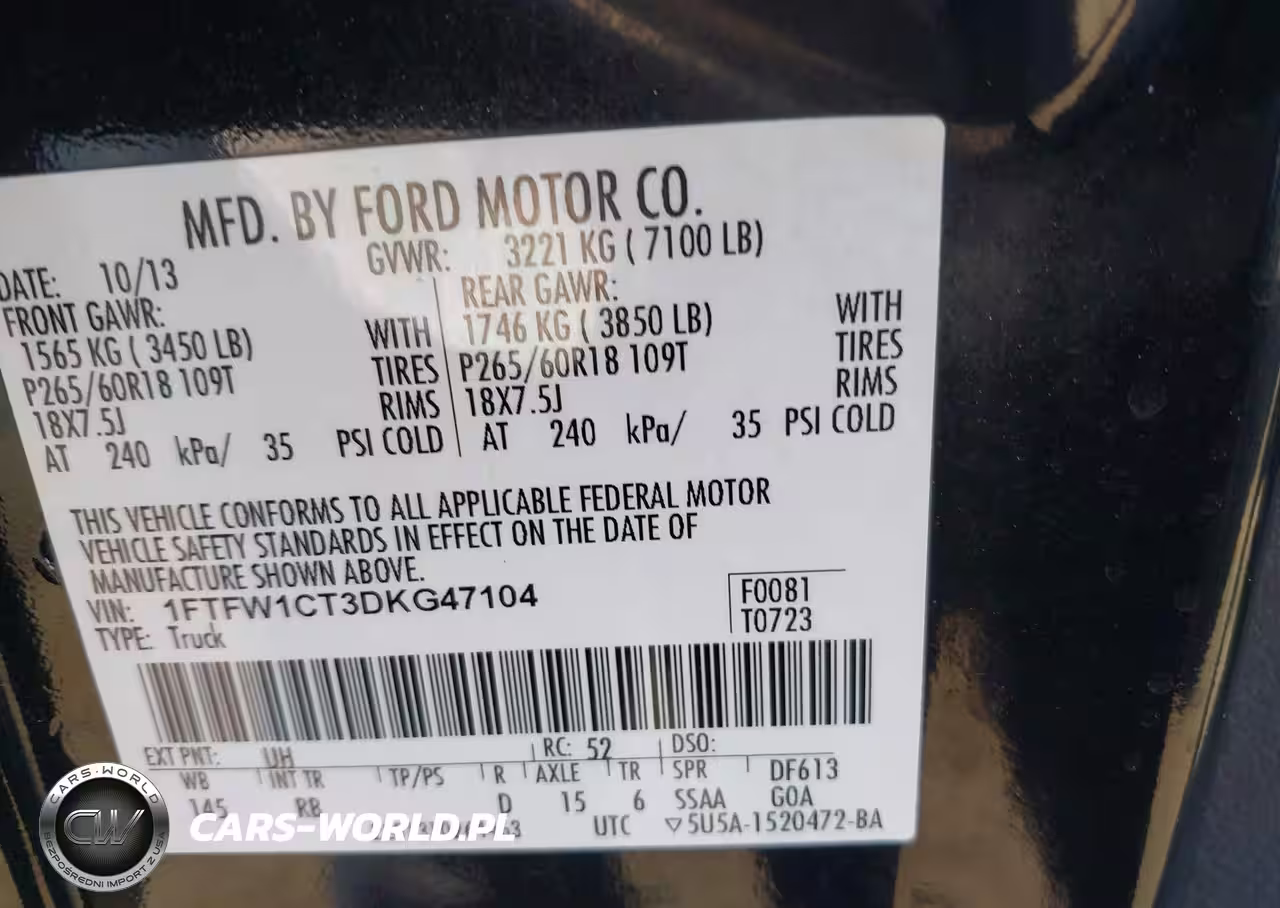 MFD. BY FORD MOTOR CO.
DATE: 10/13 GVWR: 3221 KG ( 7100 LB)
FRONT GAWR: REAR GAWR:
1565 KG ( 3450 LB) WITH 1746 KG ( 3850 LB) WITH
P265/60R18 109T TIRES P265/60R18 109T TIRES
18X7.5J RIMS 18X7.5J RIMS
AT 240 kPa/ 35 PSI COLD AT 240 kPa/ 35 PSI COLD
THIS VEHICLE CONFORMS TO ALL APPLICABLE FEDERAL MOTOR
VEHICLE SAFETY STANDARDS IN EFFECT ON THE DATE OF
MANUFACTURE SHOWN ABOVE.
VIN: 1FTFW1CT3DKG47104 F0081
TYPE: Truck T0723
EXT PNT: UH RC: 52 DSO:
WB INT TR TP/PS R AXLE TR SPR DF613
145 RB D 15 6 SSAA GOA
UTC ▽5U5A-1520472-BA
CARS-WORLD
CW
BEZPOŚREDNI IMPORT Z USA
CARS-WORLD.PL